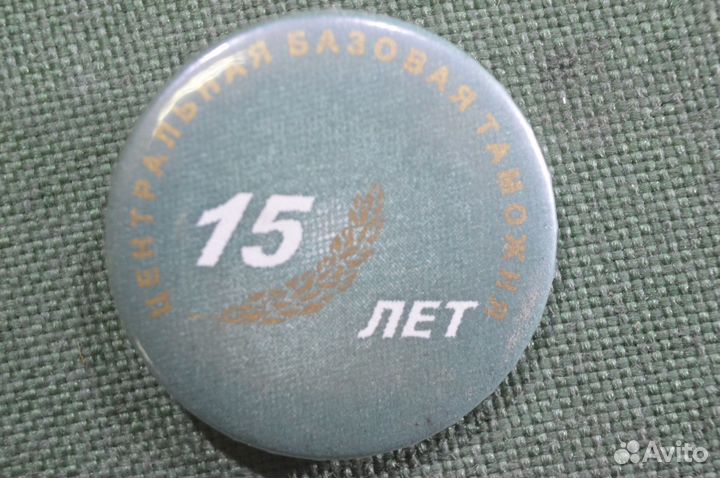 ЦЕНТРАЛЬНАЯ БАЗОВАЯ ТАМОЖНЯ
15
ЛЕТ
Avito